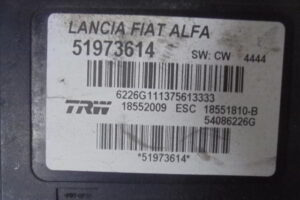 LANCIA FIAT ALFA
51973614 SW: CW 4444
6226G111375613333
TRW 18552009 ESC 18551810-B
54086226G
*51973614*